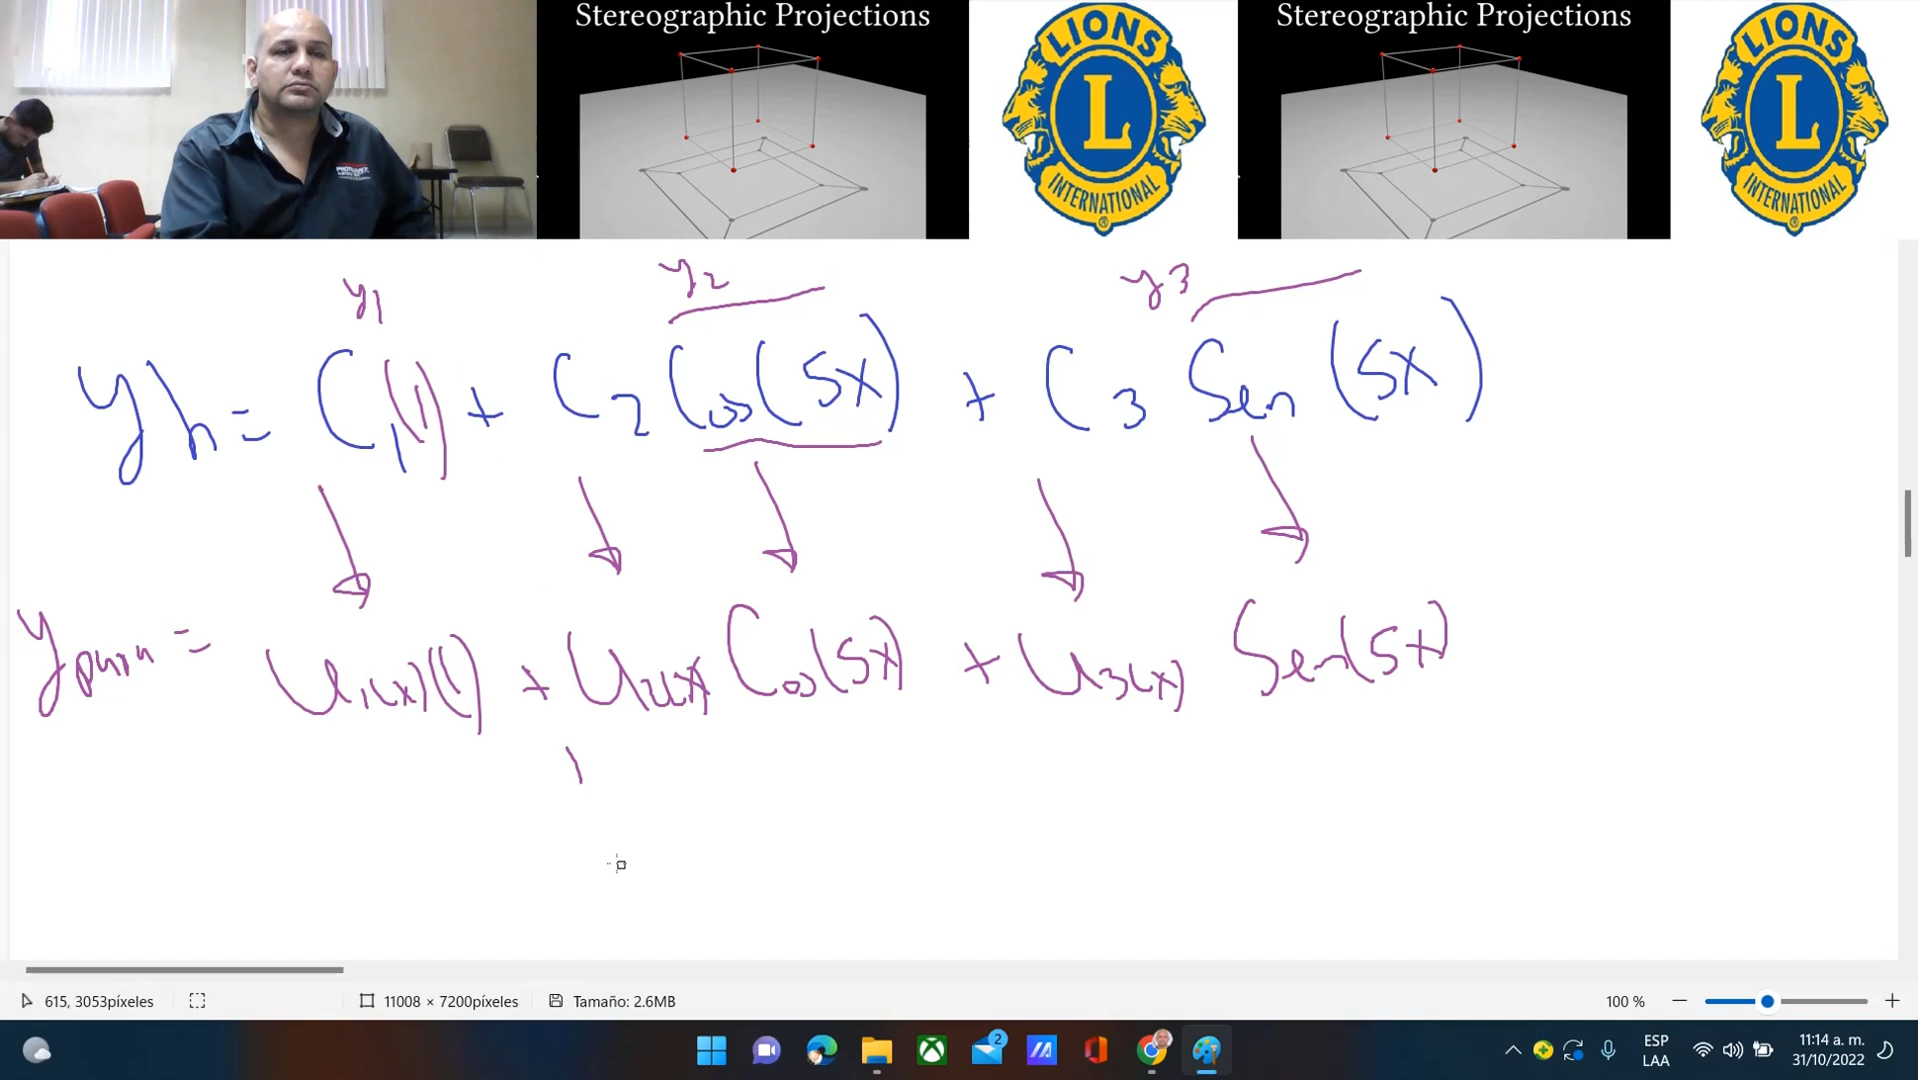 Stereographic Projections
LIONS
L
INTERNATIONAL
®
Stereographic Projections
LIONS
L
INTERNATIONAL
®
y1 y2 y3
yh = C1(1) + C2 Cos(5x) + C3 Sen(5x)
= u1(x)(1) + u2(x) Cos(5x) + u3(x) Sen(5x)
615, 3053píxeles
11008 × 7200píxeles
Tamaño: 2.6MB
100 %
2
ESP
LAA
11:14 a. m.
31/10/2022